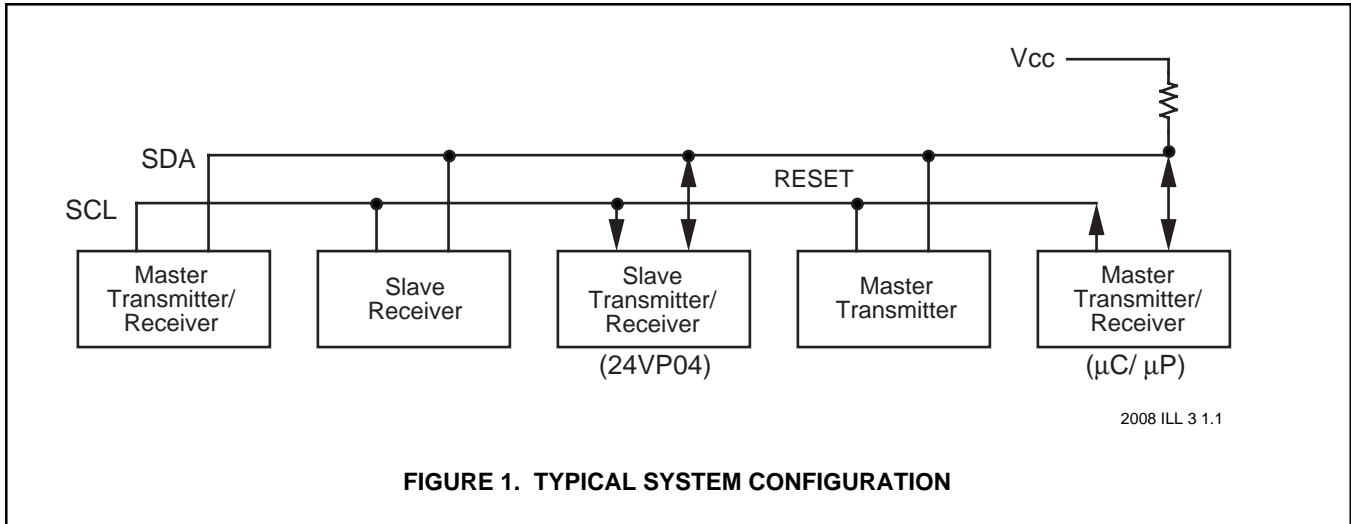 Vcc
SDA
RESET
SCL
Master
Transmitter/
Receiver
Slave
Receiver
Slave
Transmitter/
Receiver
Master
Transmitter
Master
Transmitter/
Receiver
(24VP04)
(μC/ μP)
2008 ILL 3 1.1
FIGURE 1. TYPICAL SYSTEM CONFIGURATION